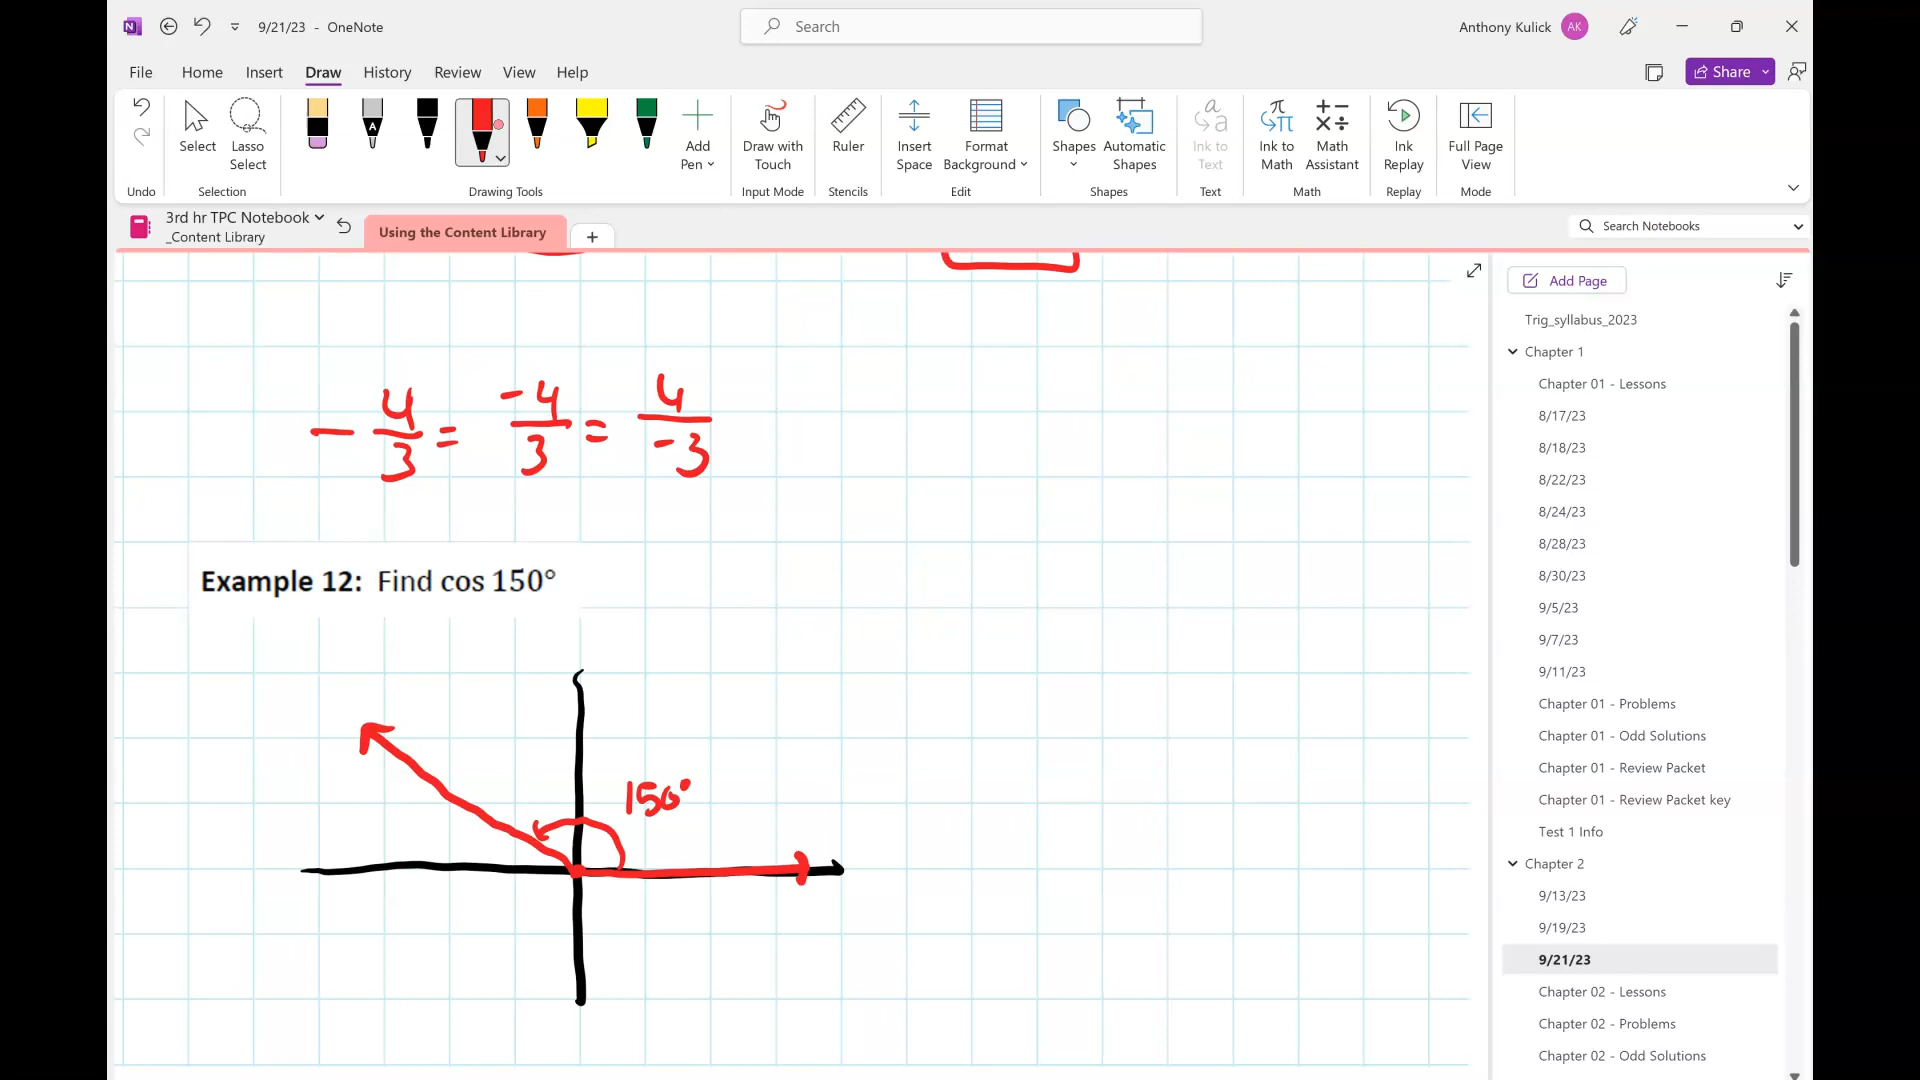 9/21/23 - OneNote
Search
Anthony Kulick
AK
File Home Insert Draw History Review View Help
Share
Select
Lasso Select
A
Add Pen
Draw with Touch
Ruler
Insert Space
Format Background
Shapes
Automatic Shapes
Ink to Text
Ink to Math
Math Assistant
Ink Replay
Full Page View
Undo Selection Drawing Tools Input Mode Stencils Edit Shapes Text Math Replay Mode
3rd hr TPC Notebook
_Content Library
Using the Content Library
Search Notebooks
- 4/3 = -4/3 = 4/-3
Example 12: Find cos 150°
150°
Add Page
Trig_syllabus_2023
Chapter 1
Chapter 01 - Lessons
8/17/23
8/18/23
8/22/23
8/24/23
8/28/23
8/30/23
9/5/23
9/7/23
9/11/23
Chapter 01 - Problems
Chapter 01 - Odd Solutions
Chapter 01 - Review Packet
Chapter 01 - Review Packet key
Test 1 Info
Chapter 2
9/13/23
9/19/23
9/21/23
Chapter 02 - Lessons
Chapter 02 - Problems
Chapter 02 - Odd Solutions